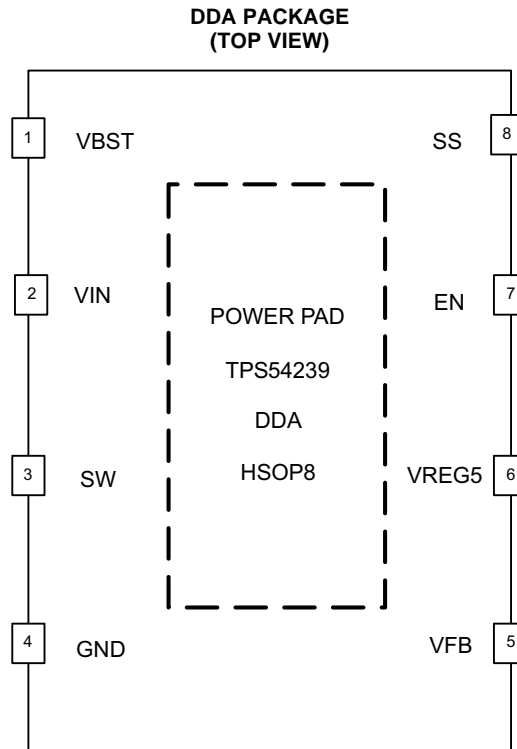 DDA PACKAGE
(TOP VIEW)
1 VBST SS 8
2 VIN EN 7
POWER PAD
TPS54239
DDA
HSOP8
3 SW VREG5 6
4 GND VFB 5